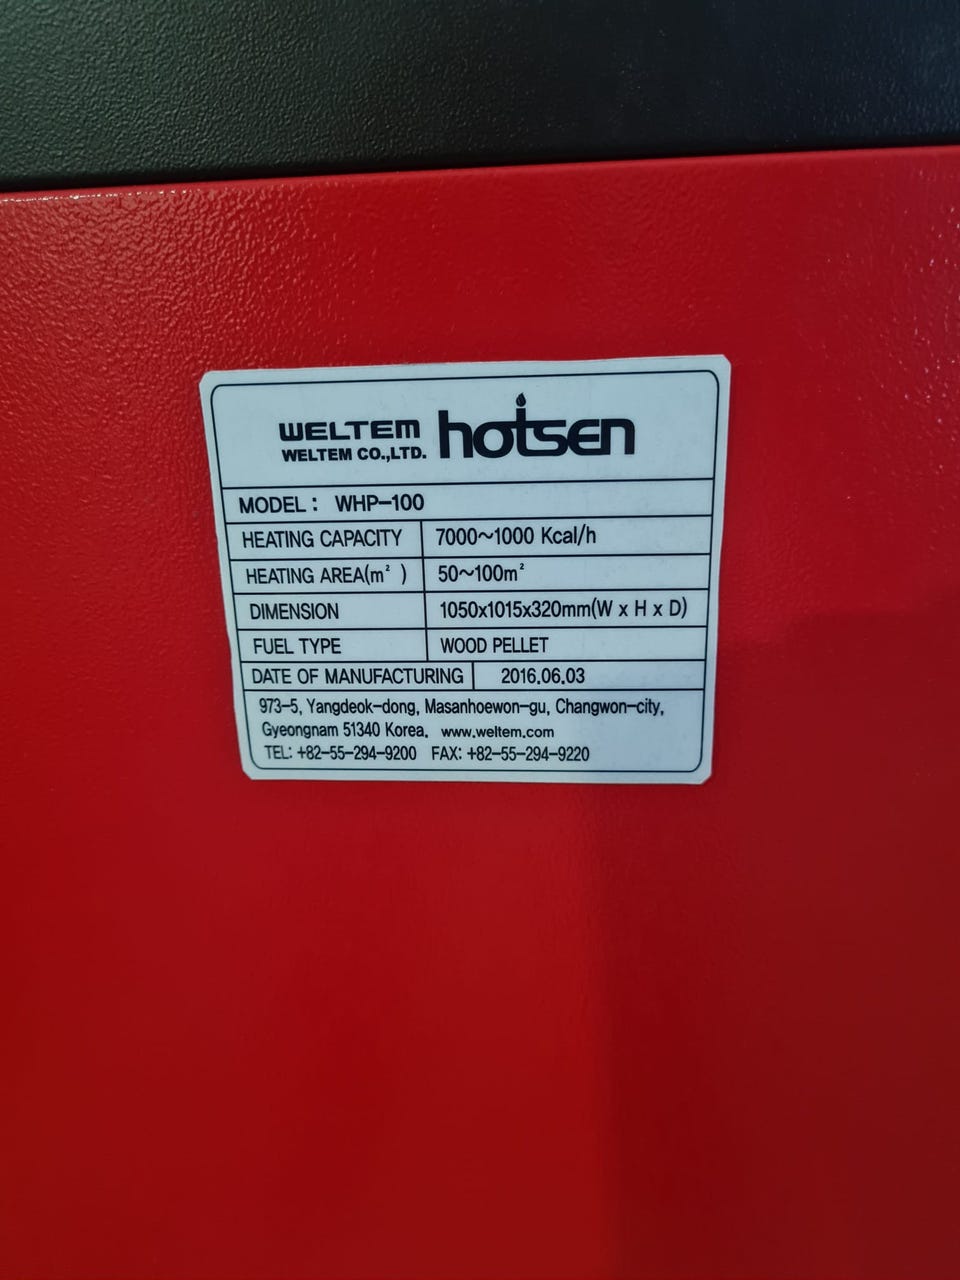 WELTEM hotsen
WELTEM CO.,LTD.
MODEL : WHP-100
HEATING CAPACITY 7000~1000 Kcal/h
HEATING AREA(m² ) 50~100m²
DIMENSION 1050x1015x320mm(W x H x D)
FUEL TYPE WOOD PELLET
DATE OF MANUFACTURING 2016.06.03
973-5, Yangdeok-dong, Masanhoewon-gu, Changwon-city,
Gyeongnam 51340 Korea. www.weltem.com
TEL: +82-55-294-9200 FAX: +82-55-294-9220